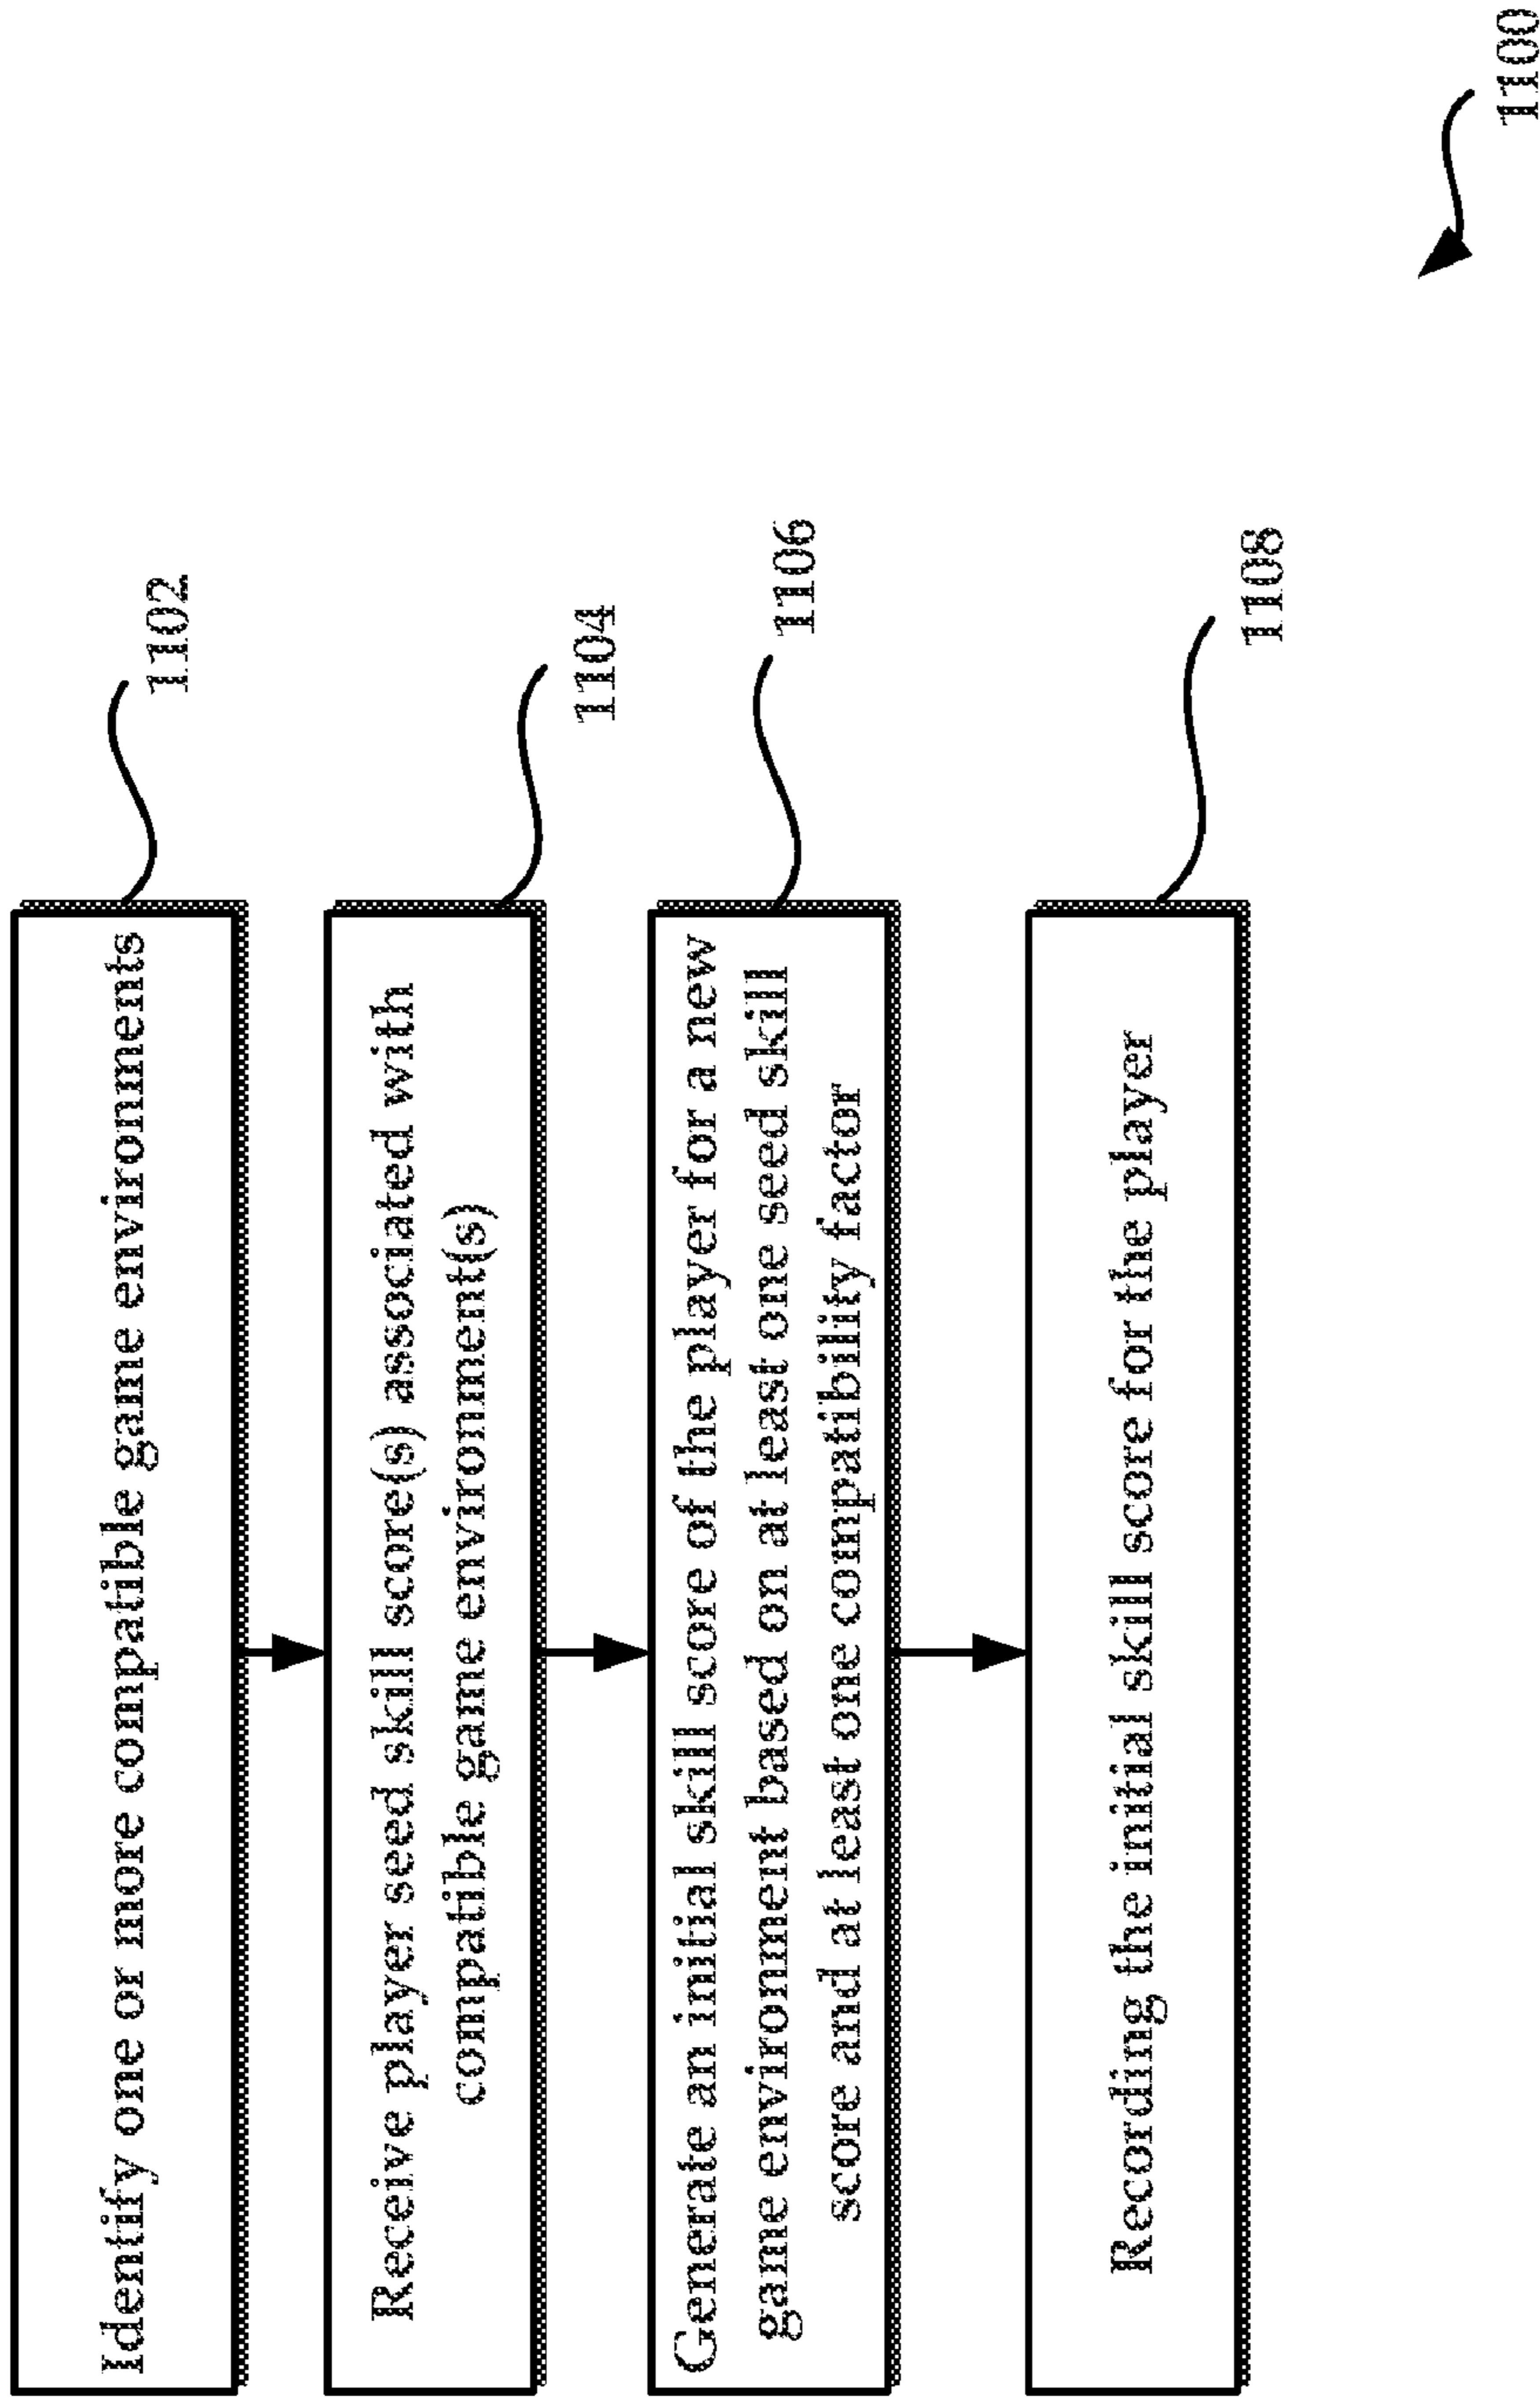 Identify one or more compatible game environments
1102
Receive player seed skill score(s) associated with
compatible game environment(s)
1104
Generate an initial skill score of the player for a new
game environment based on at least one seed skill
score and at least one compatibility factor
1106
Recording the initial skill score for the player
1108
1100